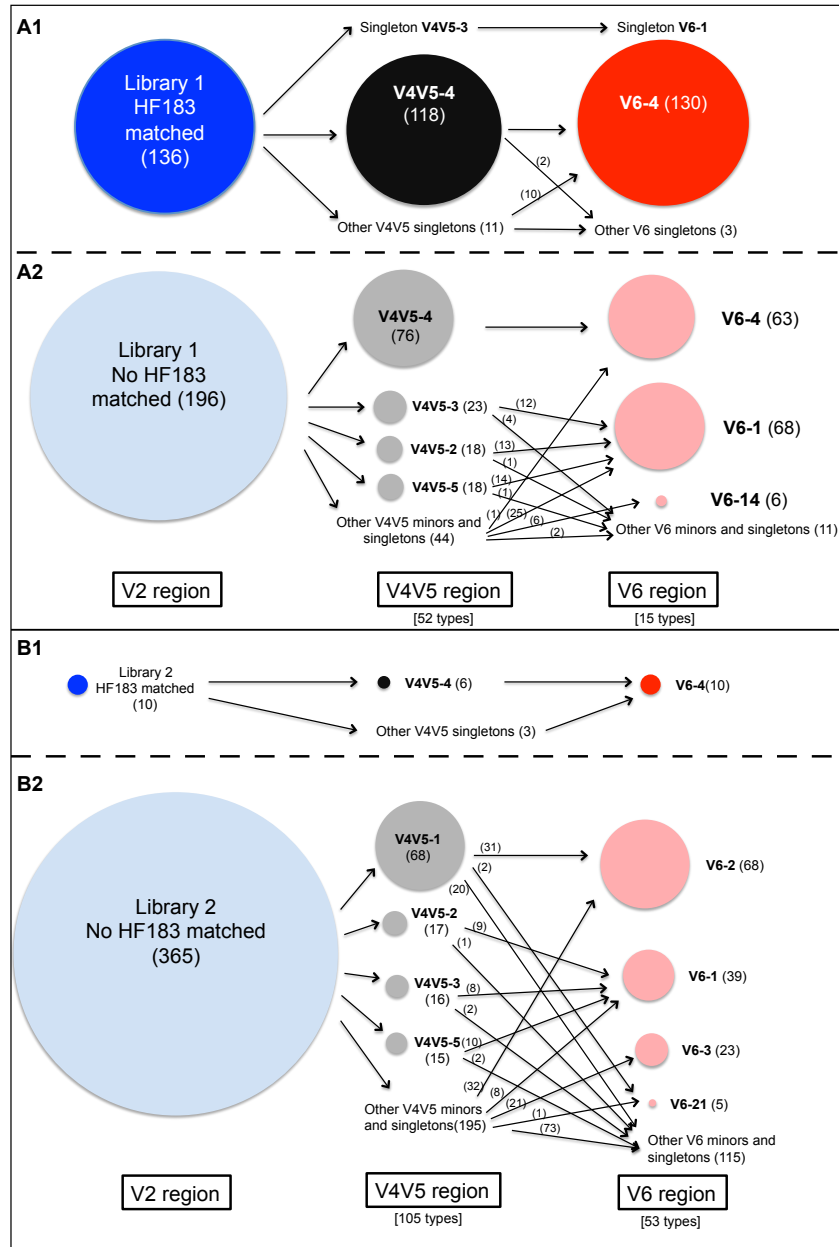 A1
Singleton V4V5-3
Singleton V6-1
Library 1
HF183
matched
(136)
V4V5-4
(118)
V6-4 (130)
(2)
(10)
Other V4V5 singletons (11)
Other V6 singletons (3)
A2
Library 1
No HF183
matched (196)
V4V5-4
(76)
V6-4 (63)
V4V5-3 (23)
(12)
(4)
V6-1 (68)
V4V5-2 (18)
(13)
(1)
V4V5-5 (18)
(14)
(1)
V6-14 (6)
Other V4V5 minors and
singletons (44)
(1)
(25)
(6)
(2)
Other V6 minors and singletons (11)
V2 region
V4V5 region
V6 region
[52 types]
[15 types]
B1
Library 2
HF183 matched
(10)
V4V5-4 (6)
V6-4(10)
Other V4V5 singletons (3)
B2
Library 2
No HF183 matched
(365)
V4V5-1
(68)
(31)
(2)
(20)
V6-2 (68)
V4V5-2
(17)
(9)
(1)
V4V5-3
(16)
(8)
(2)
V6-1 (39)
V4V5-5(10)
(15)
(2)
V6-3 (23)
(32)
(8)
(21)
(1)
(73)
V6-21 (5)
Other V4V5 minors
and singletons(195)
Other V6 minors and
singletons (115)
V2 region
V4V5 region
V6 region
[105 types]
[53 types]